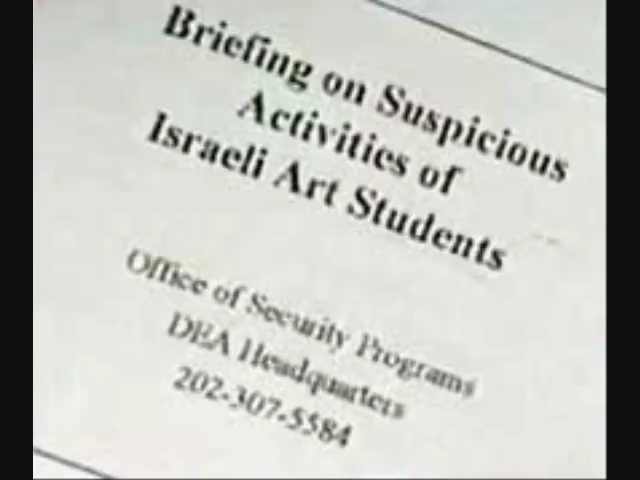 Briefing on Suspicious
Activities of
Israeli Art Students
Office of Security Programs
DEA Headquarters
202-307-5584